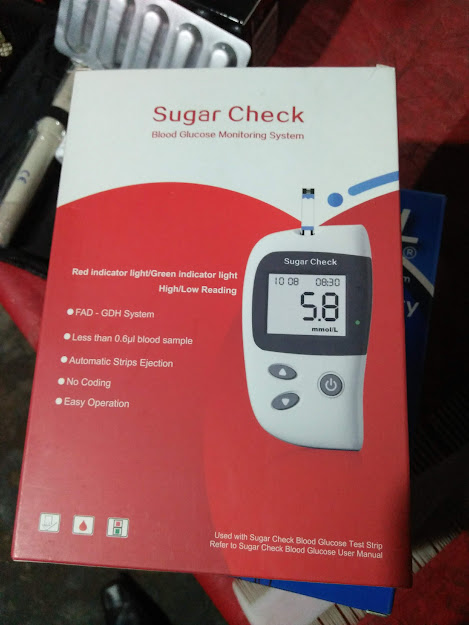 Sugar Check
Blood Glucose Monitoring System
Red indicator light/Green indicator light
High/Low Reading
FAD - GDH System
Less than 0.6µl blood sample
Automatic Strips Ejection
No Coding
Easy Operation
Sugar Check
10 08 08:30
5.8
mmol/L
Used with Sugar Check Blood Glucose Test Strip
Refer to Sugar Check Blood Glucose User Manual
L
®
m
y